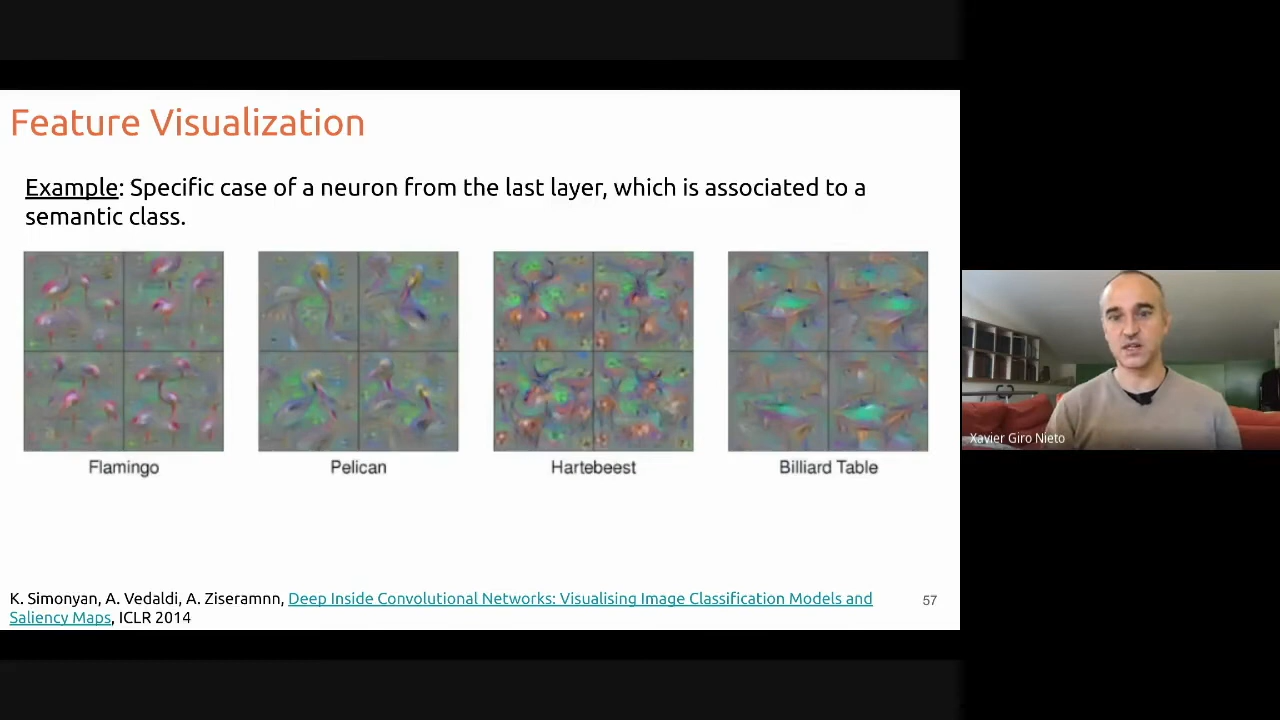 Feature Visualization
Example: Specific case of a neuron from the last layer, which is associated to a
semantic class.
Flamingo
Pelican
Hartebeest
Billiard Table
K. Simonyan, A. Vedaldi, A. Ziseramnn, Deep Inside Convolutional Networks: Visualising Image Classification Models and
Saliency Maps, ICLR 2014
57
Xavier Giro Nieto